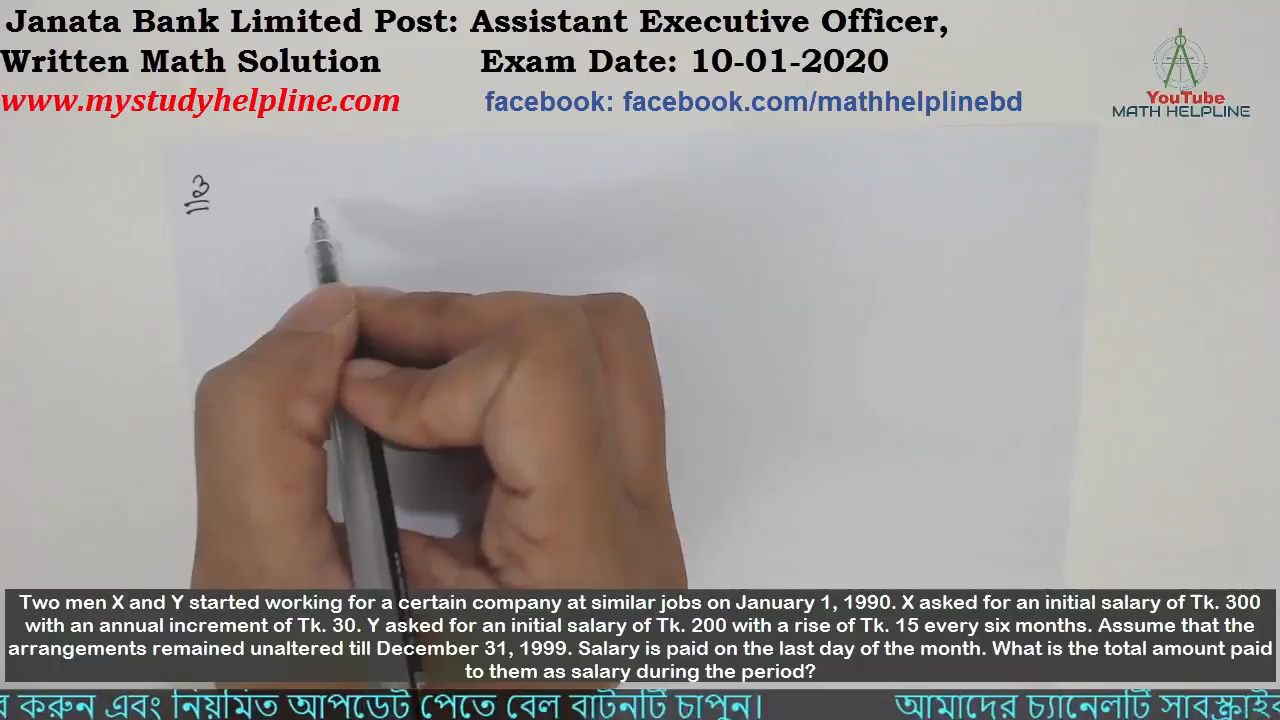 Janata Bank Limited Post: Assistant Executive Officer,
Written Math Solution Exam Date: 10-01-2020
www.mystudyhelpline.com facebook: facebook.com/mathhelplinebd
YouTube
MATH HELPLINE
Two men X and Y started working for a certain company at similar jobs on January 1, 1990. X asked for an initial salary of Tk. 300
with an annual increment of Tk. 30. Y asked for an initial salary of Tk. 200 with a rise of Tk. 15 every six months. Assume that the
arrangements remained unaltered till December 31, 1999. Salary is paid on the last day of the month. What is the total amount paid
to them as salary during the period?
করুন এবং নিয়মিত আপডেট পেতে বেল বাটনটি চাপুন। আমাদের চ্যানেলটি